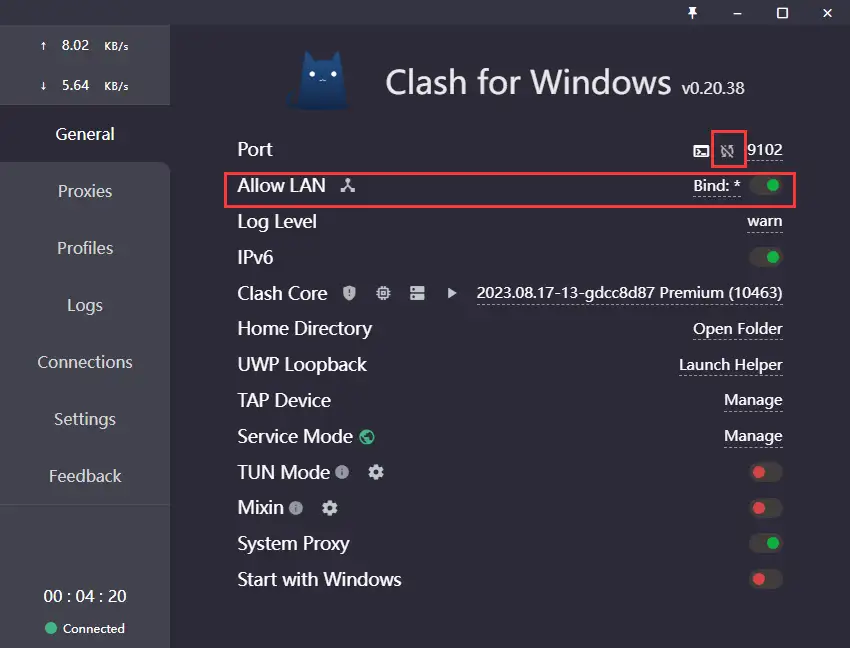 ↑ 8.02 KB/s
↓ 5.64 KB/s
General
Proxies
Profiles
Logs
Connections
Settings
Feedback
00 : 04 : 20
Connected
Clash for Windows v0.20.38
Port 9102
Allow LAN Bind: *
Log Level warn
IPv6
Clash Core 2023.08.17-13-gdcc8d87 Premium (10463)
Home Directory Open Folder
UWP Loopback Launch Helper
TAP Device Manage
Service Mode Manage
TUN Mode
Mixin
System Proxy
Start with Windows